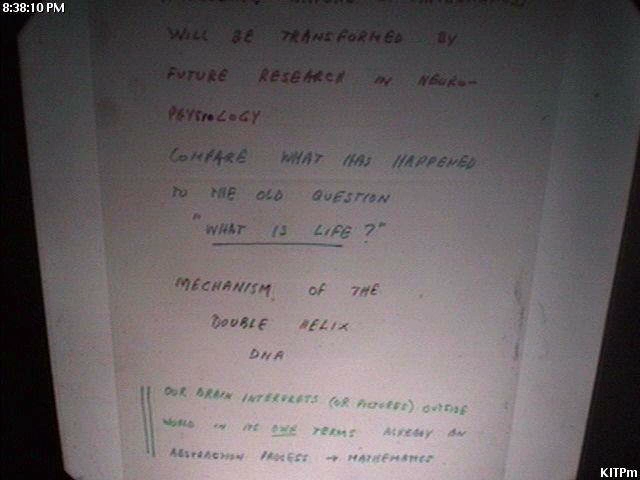 8:38:10 PM
NATURE OF
WILL BE TRANSFORMED BY
FUTURE RESEARCH IN NEURO-
PHYSIOLOGY
COMPARE WHAT HAS HAPPENED
TO THE OLD QUESTION
"WHAT IS LIFE?"
MECHANISM OF THE
DOUBLE HELIX
DNA
OUR BRAIN INTERPRETS (OR PICTURES) OUTSIDE
WORLD IN ITS OWN TERMS ALREADY AN
ABSTRACTION PROCESS → MATHEMATICS
KITPm